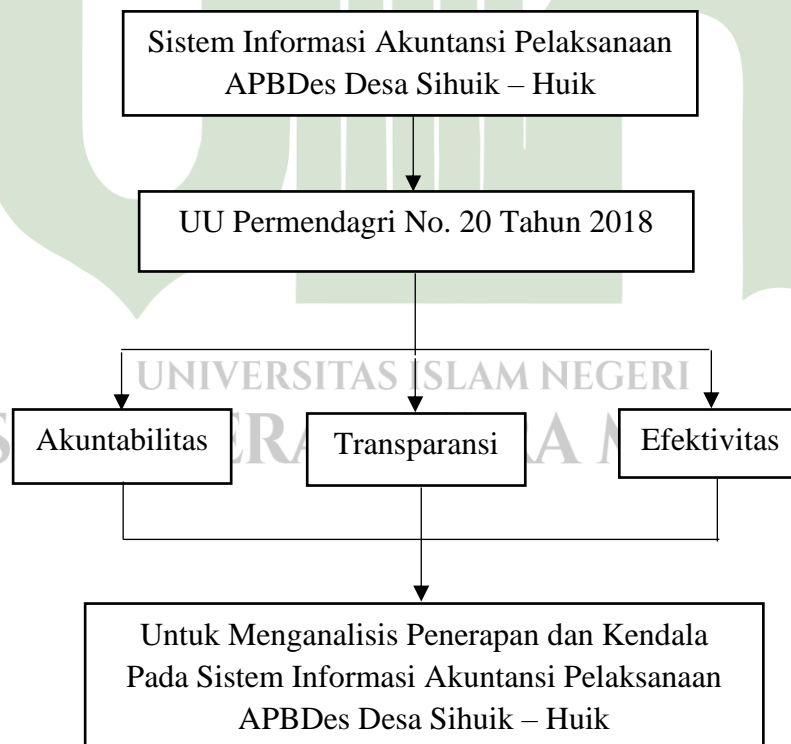 Sistem Informasi Akuntansi Pelaksanaan
APBDes Desa Sihuik – Huik
UU Permendagri No. 20 Tahun 2018
UNIVERSITAS ISLAM NEGERI
Akuntabilitas
Transparansi
Efektivitas
Untuk Menganalisis Penerapan dan Kendala
Pada Sistem Informasi Akuntansi Pelaksanaan
APBDes Desa Sihuik – Huik